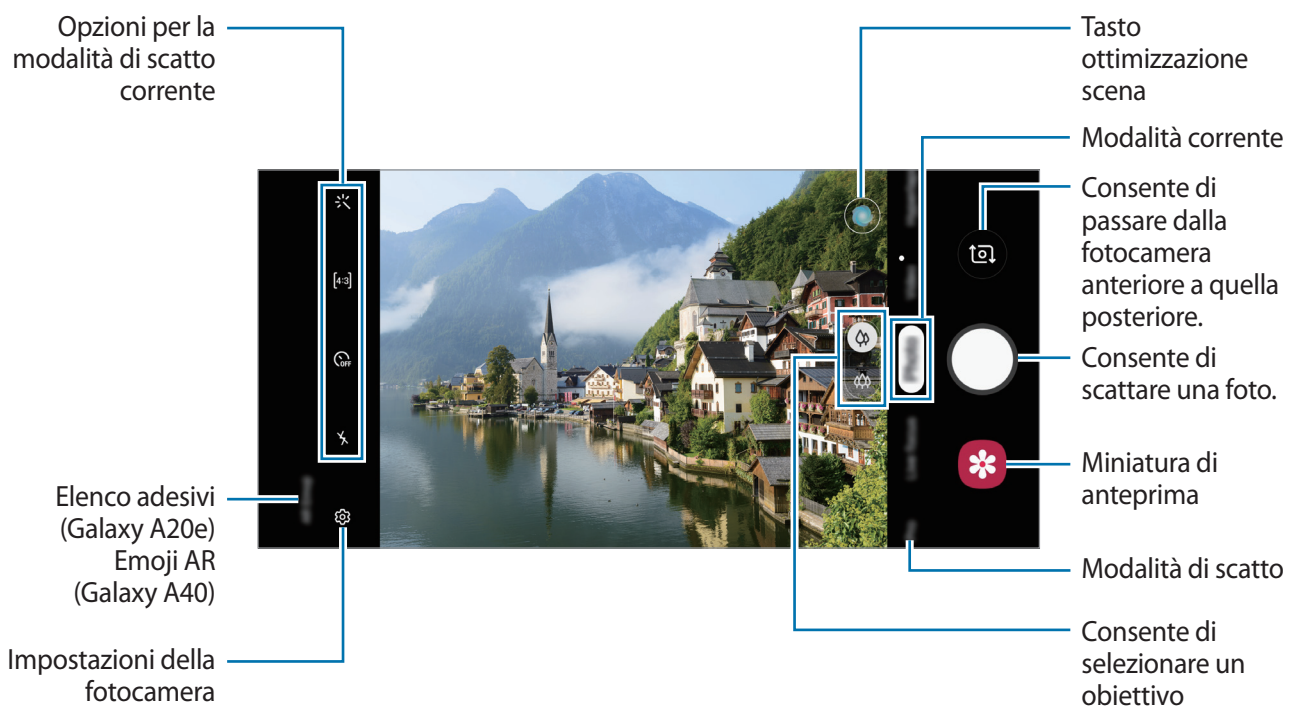 Opzioni per la
modalità di scatto
corrente
Elenco adesivi
(Galaxy A20e)
Emoji AR
(Galaxy A40)
Impostazioni della
fotocamera
[4:3]
OFF
Tasto
ottimizzazione
scena
Modalità corrente
Consente di
passare dalla
fotocamera
anteriore a quella
posteriore.
Consente di
scattare una foto.
Miniatura di
anteprima
Modalità di scatto
Consente di
selezionare un
obiettivo